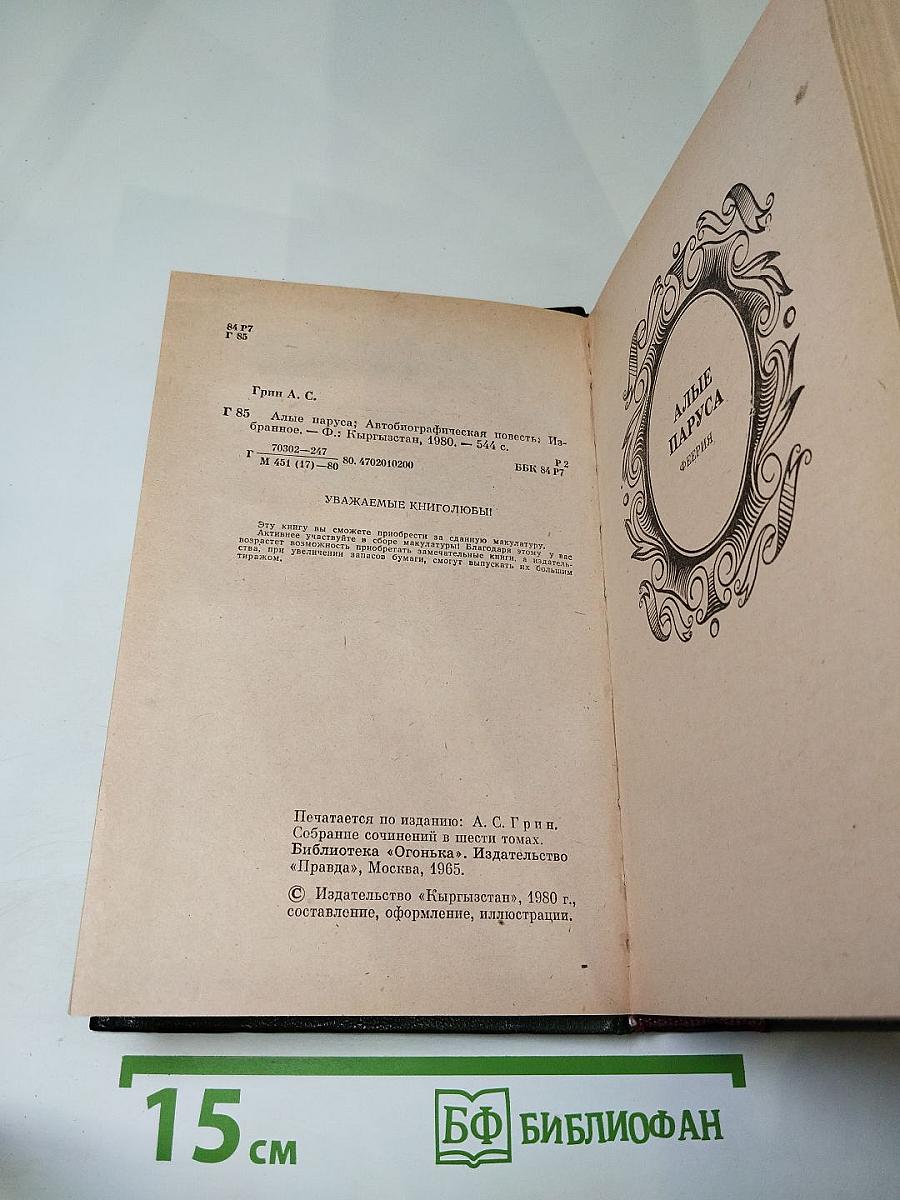 84 Р7
Г 85
Грин А. С.
Г 85 Алые паруса; Автобиографическая повесть; Из-
бранное. — Ф.: Кыргызстан, 1980. — 544 с.
Г 70302—247 80. 4702010200 Р 2
М 451 (17)—80 ББК 84 Р7
УВАЖАЕМЫЕ КНИГОЛЮБЫ!
Эту книгу вы сможете приобрести за сданную макулатуру.
Активнее участвуйте в сборе макулатуры! Благодаря этому у вас
возрастет возможность приобретать замечательные книги, а издатель-
ства, при увеличении запасов бумаги, смогут выпускать их большим
тиражом.
Печатается по изданию: А. С. Грин.
Собрание сочинений в шести томах.
Библиотека «Огонька». Издательство
«Правда», Москва, 1965.
© Издательство «Кыргызстан», 1980 г.,
составление, оформление, иллюстрации.
АЛЫЕ
ПАРУСА
ФЕЕРИЯ
15 см
БФ БИБЛИОФАН